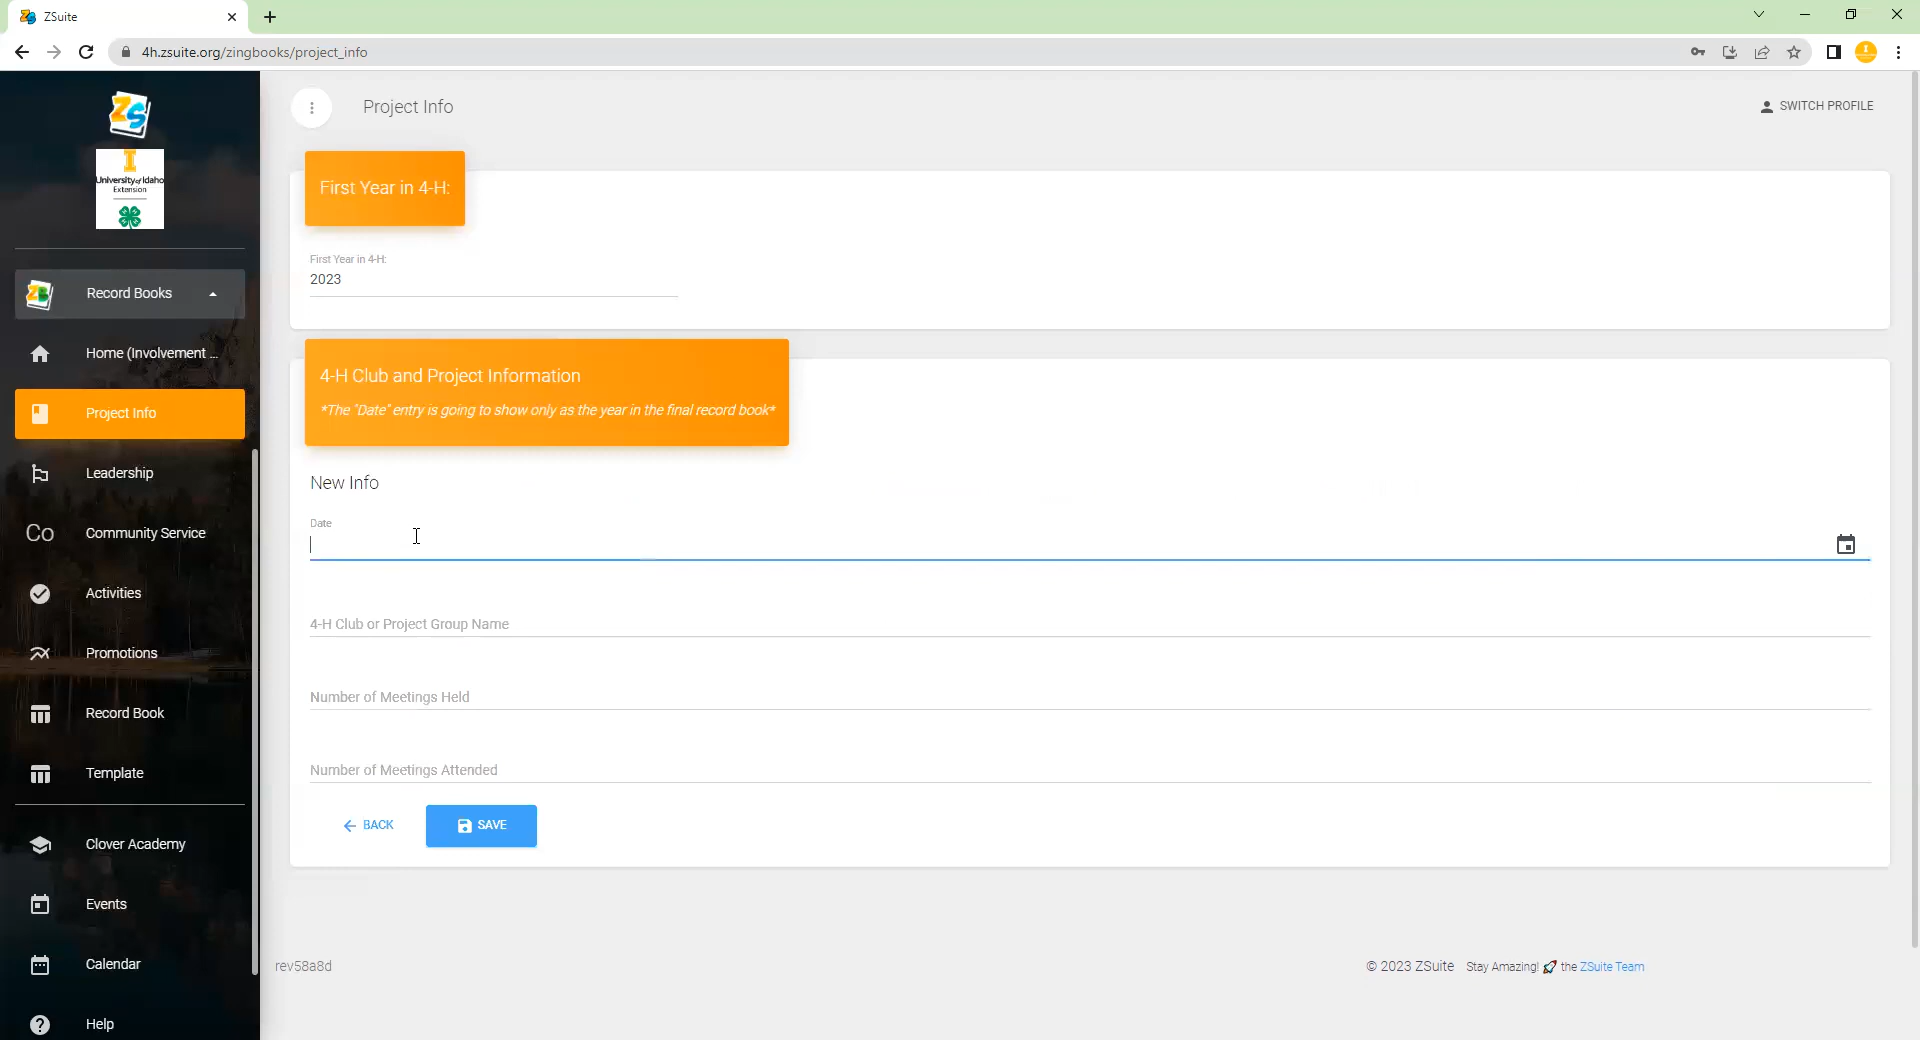 ZSuite
4h.zsuite.org/zingbooks/project_info
Project Info
SWITCH PROFILE
University of Idaho
Extension
First Year in 4-H:
First Year in 4-H:
2023
Record Books
Home (Involvement ...
4-H Club and Project Information
*The "Date" entry is going to show only as the year in the final record book*
Project Info
Leadership
New Info
Date
Co
Community Service
Activities
4-H Club or Project Group Name
Promotions
Number of Meetings Held
Record Book
Number of Meetings Attended
Template
BACK
SAVE
Clover Academy
Events
Calendar
rev58a8d
© 2023 ZSuite Stay Amazing! the ZSuite Team
Help